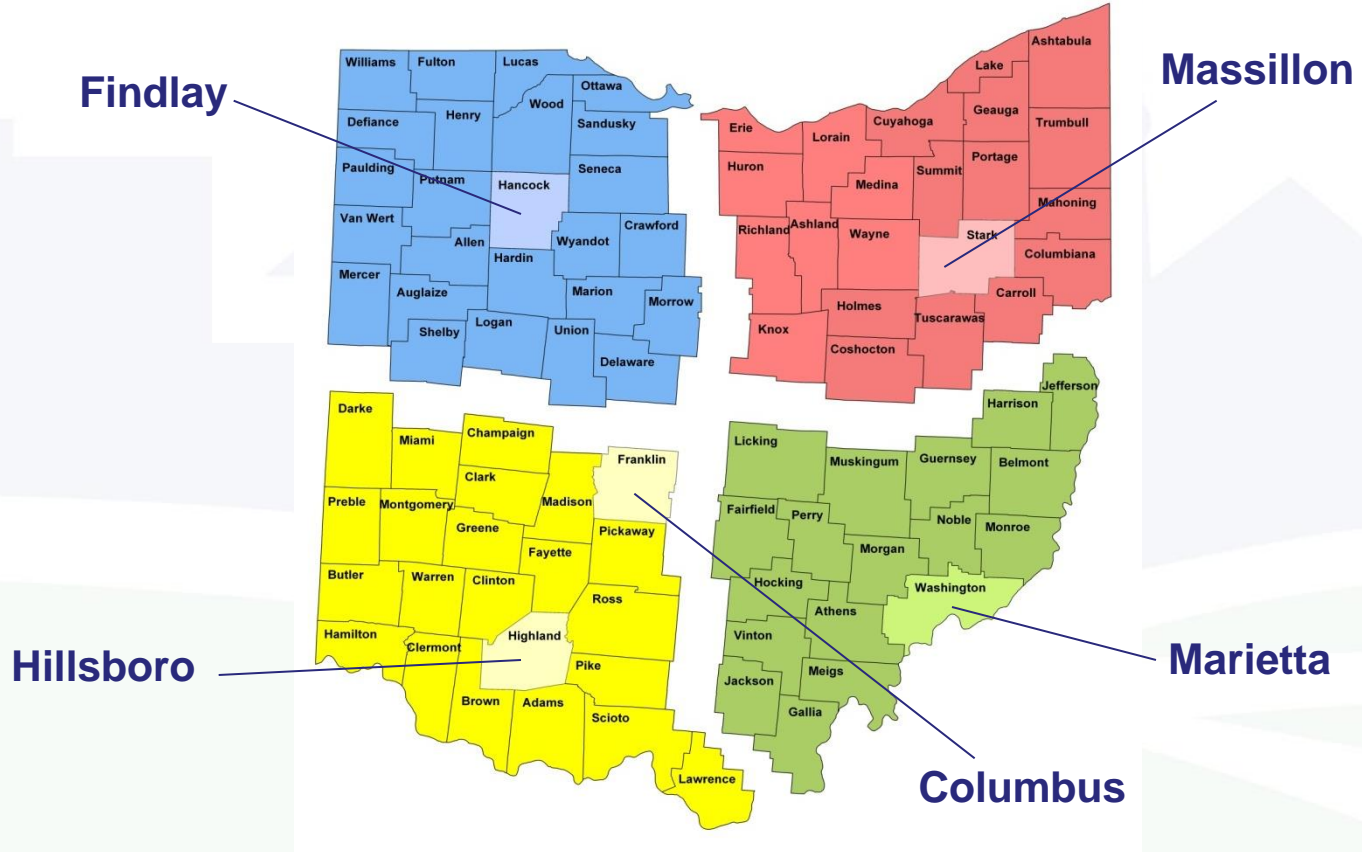 Findlay
Massillon
Hillsboro
Marietta
Columbus
Williams
Fulton
Lucas
Ottawa
Wood
Henry
Defiance
Sandusky
Paulding
Putnam
Hancock
Seneca
Van Wert
Allen
Wyandot
Crawford
Hardin
Mercer
Auglaize
Marion
Morrow
Shelby
Logan
Union
Delaware
Ashtabula
Lake
Geauga
Cuyahoga
Trumbull
Erie
Lorain
Huron
Medina
Summit
Portage
Mahoning
Richland
Ashland
Wayne
Stark
Columbiana
Carroll
Holmes
Tuscarawas
Knox
Coshocton
Darke
Miami
Champaign
Franklin
Clark
Madison
Preble
Montgomery
Greene
Pickaway
Fayette
Butler
Warren
Clinton
Ross
Hamilton
Clermont
Highland
Pike
Brown
Adams
Scioto
Lawrence
Jefferson
Harrison
Licking
Muskingum
Guernsey
Belmont
Fairfield
Perry
Noble
Monroe
Morgan
Hocking
Washington
Athens
Vinton
Meigs
Jackson
Gallia